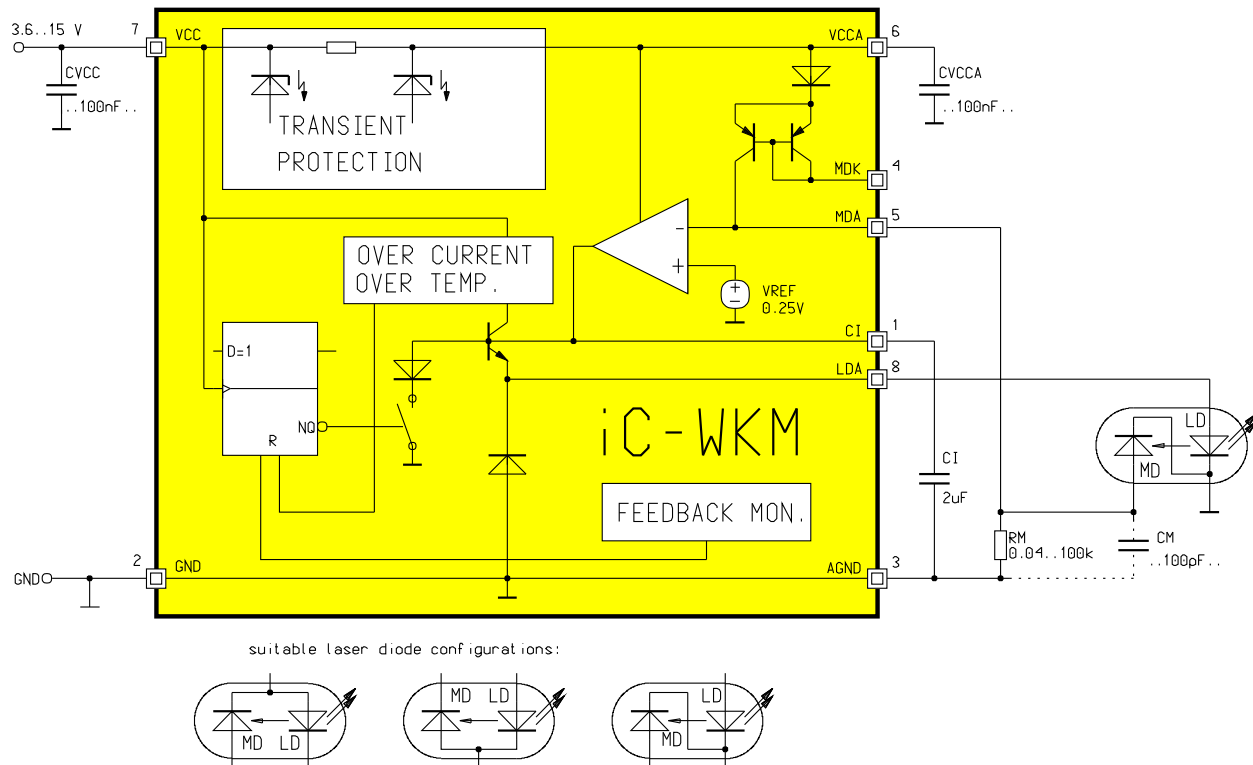 3.6..15 V
7
VCC
VCCA
6
CVCC
..100nF..
CVCCA
..100nF..
TRANSIENT
PROTECTION
MDK
4
MDA
5
OVER CURRENT
OVER TEMP.
-
+
+
-
VREF
0.25V
CI
1
LDA
8
D=1
NQ
R
iC-WKM
LD
MD
CI
2uF
FEEDBACK MON.
RM
0.04..100k
CM
..100pF..
GND
2
GND
AGND
3
suitable laser diode configurations:
MD LD
MD LD
LD
MD